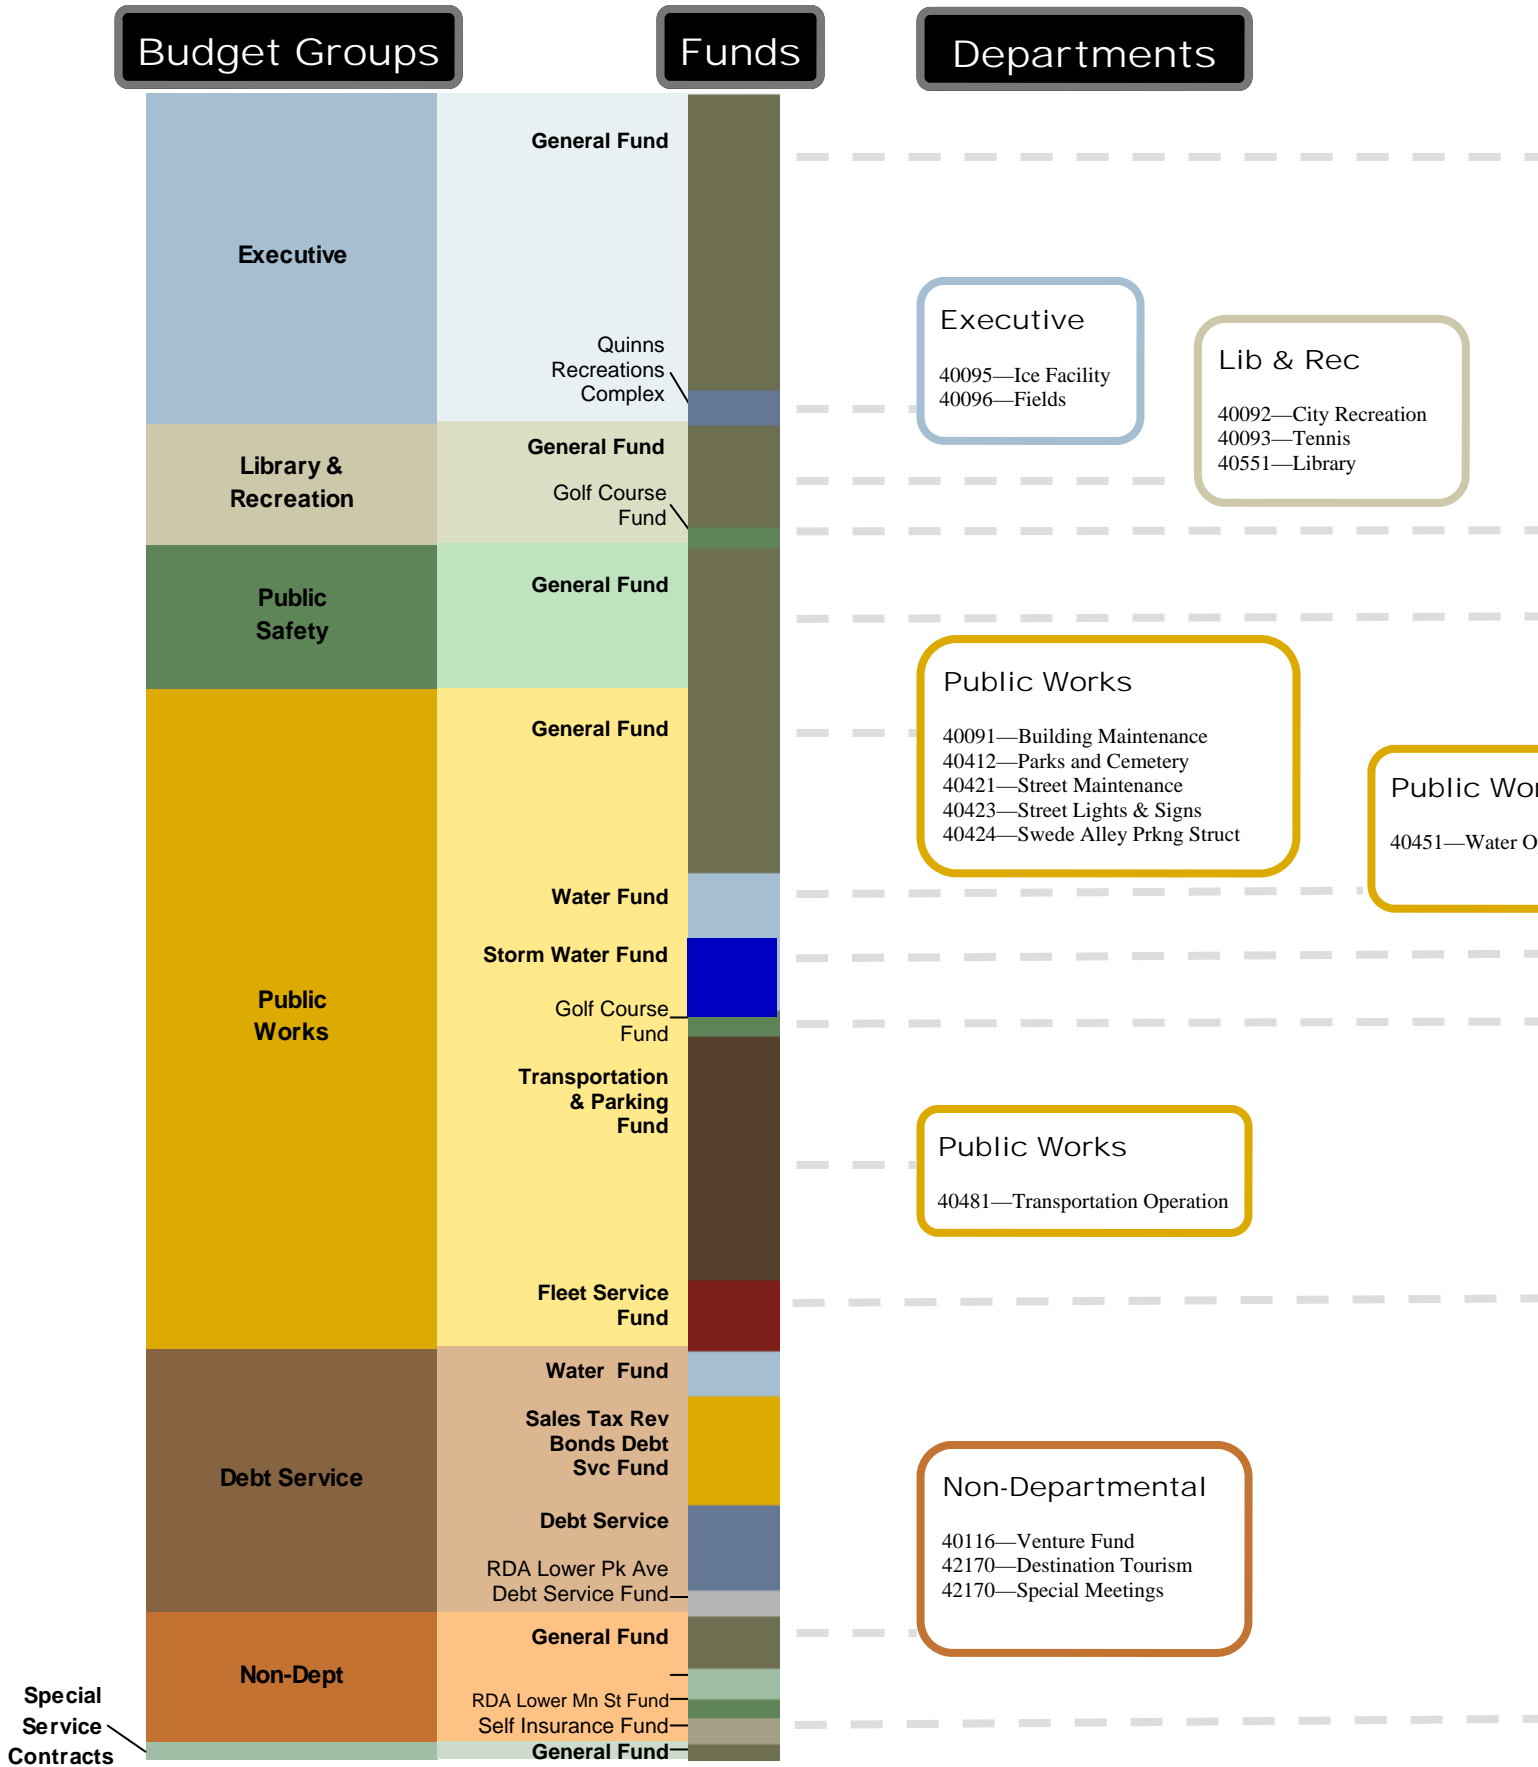 Budget Groups
Funds
Departments
General Fund
Executive
Quinns
Recreations
Complex
Executive
40095—Ice Facility
40096—Fields
Lib & Rec
40092—City Recreation
40093—Tennis
40551—Library
Library &
Recreation
General Fund
Golf Course
Fund
Public
Safety
General Fund
Public Works
40091—Building Maintenance
40412—Parks and Cemetery
40421—Street Maintenance
40423—Street Lights & Signs
40424—Swede Alley Prkng Struct
General Fund
Public Wor
40451—Water O
Water Fund
Storm Water Fund
Public
Works
Golf Course
Fund
Transportation
& Parking
Fund
Public Works
40481—Transportation Operation
Fleet Service
Fund
Water  Fund
Sales Tax Rev
Bonds Debt
Svc Fund
Debt Service
Debt Service
RDA Lower Pk Ave
Debt Service Fund
Non-Departmental
40116—Venture Fund
42170—Destination Tourism
42170—Special Meetings
General Fund
Non-Dept
RDA Lower Mn St Fund
Self Insurance Fund
Special
Service
Contracts
General Fund